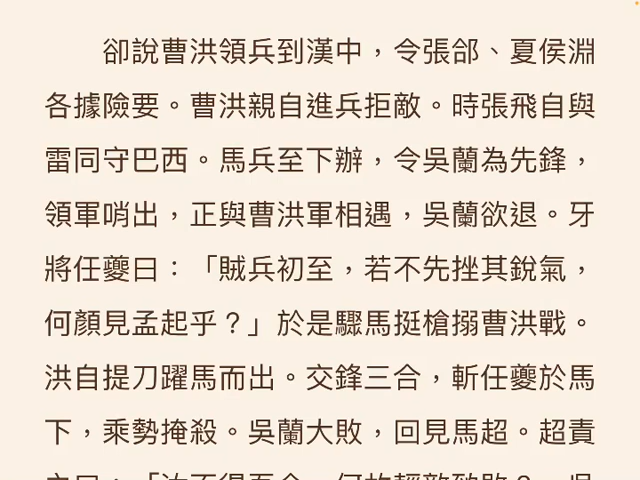 卻說曹洪領兵到漢中，令張郃、夏侯淵
各據險要。曹洪親自進兵拒敵。時張飛自與
雷同守巴西。馬兵至下辦，令吳蘭為先鋒，
領軍哨出，正與曹洪軍相遇，吳蘭欲退。牙
將任夔曰：「賊兵初至，若不先挫其銳氣，
何顏見孟起乎？」於是驟馬挺槍搦曹洪戰。
洪自提刀躍馬而出。交鋒三合，斬任夔於馬
下，乘勢掩殺。吳蘭大敗，回見馬超。超責